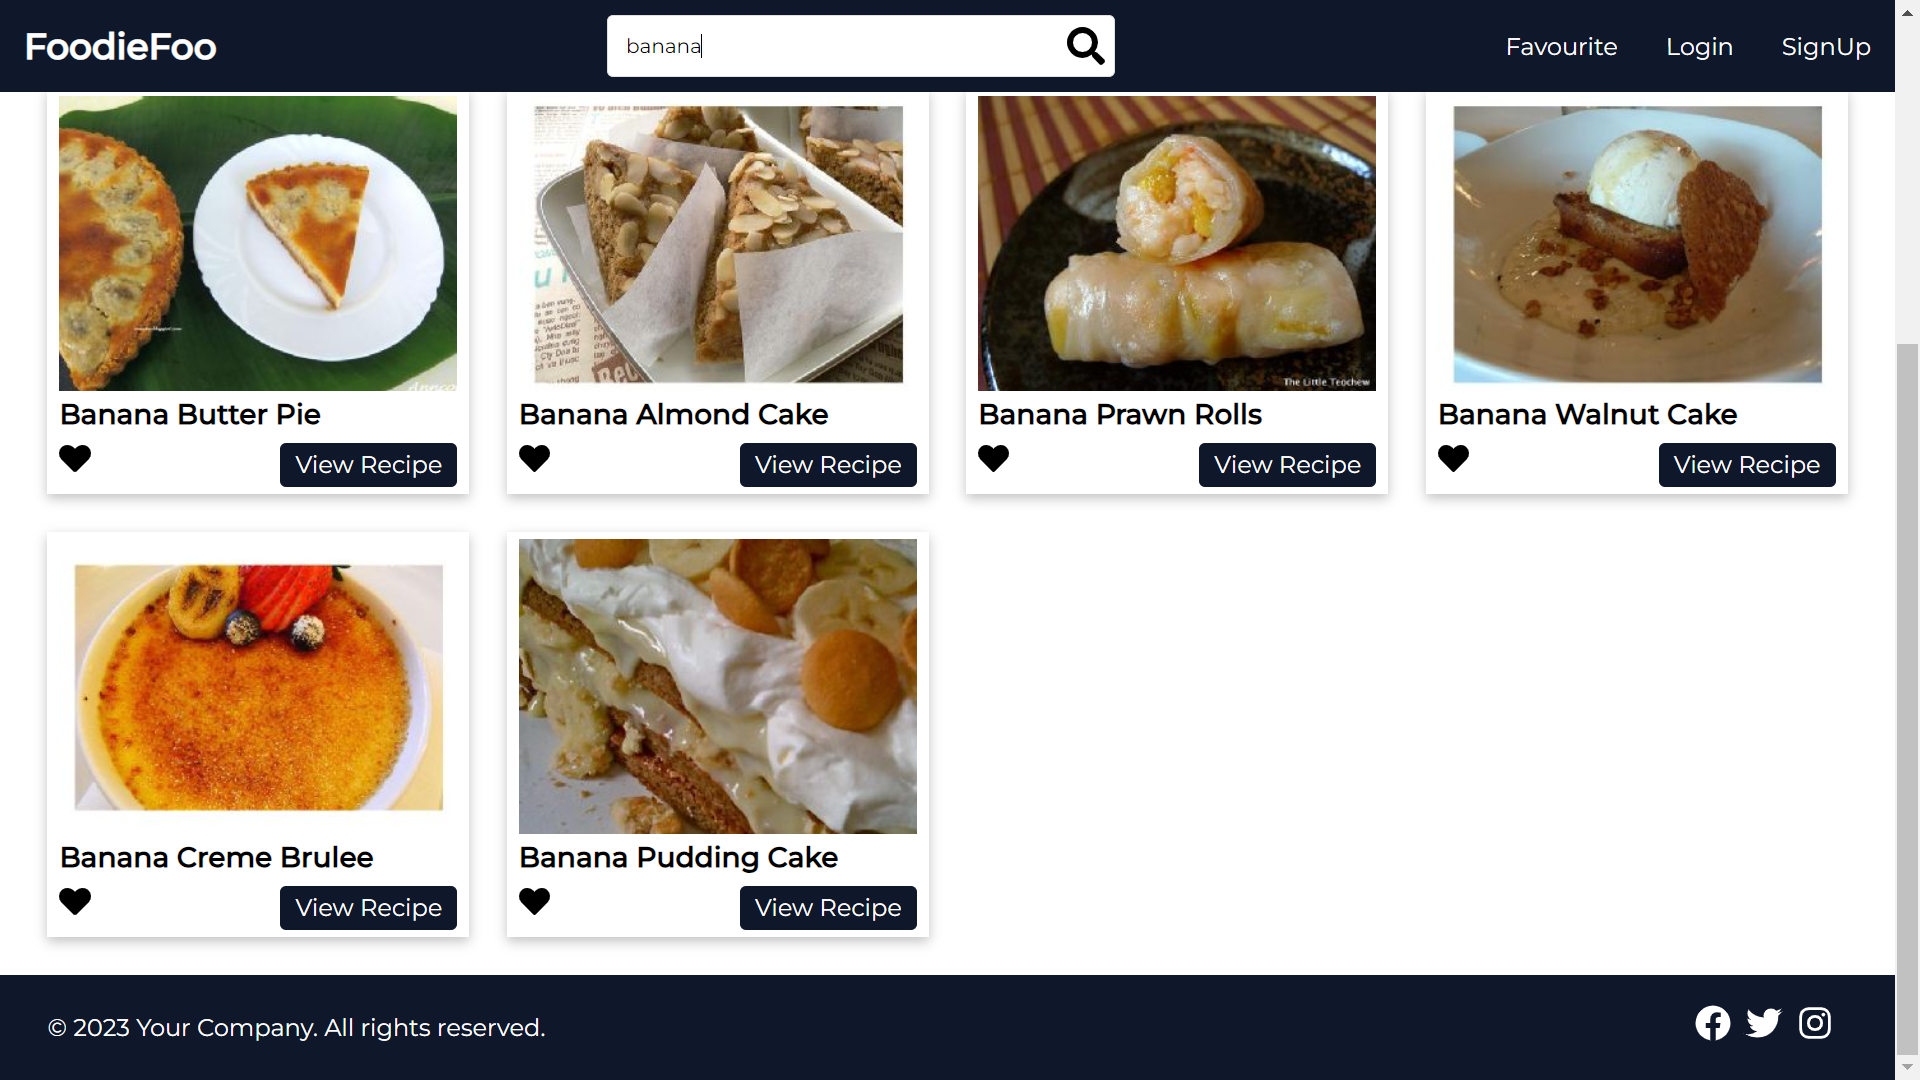 FoodieFoo
banana
Favourite
Login
SignUp
The Little Teochew
Banana Butter Pie
Banana Almond Cake
Banana Prawn Rolls
Banana Walnut Cake
View Recipe
View Recipe
View Recipe
View Recipe
Banana Creme Brulee
Banana Pudding Cake
View Recipe
View Recipe
© 2023 Your Company. All rights reserved.